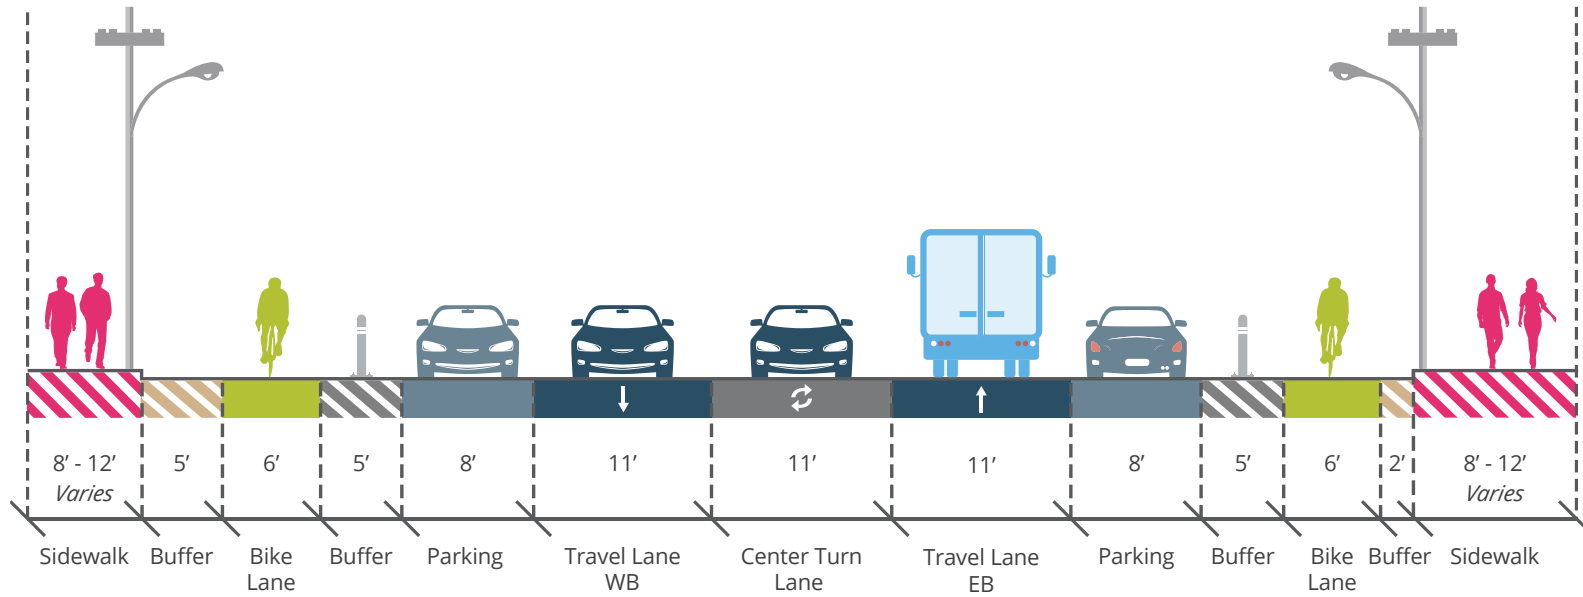 8’ - 12’ 5’ 6’ 5’ 8’ 11’ 11’ 11’ 8’ 5’ 6’ 2’ 8’ - 12’
Varies Varies
Sidewalk Buffer Bike Buffer Parking Travel Lane Center Turn Travel Lane Parking Buffer Bike Buffer Sidewalk
Lane WB Lane EB Lane